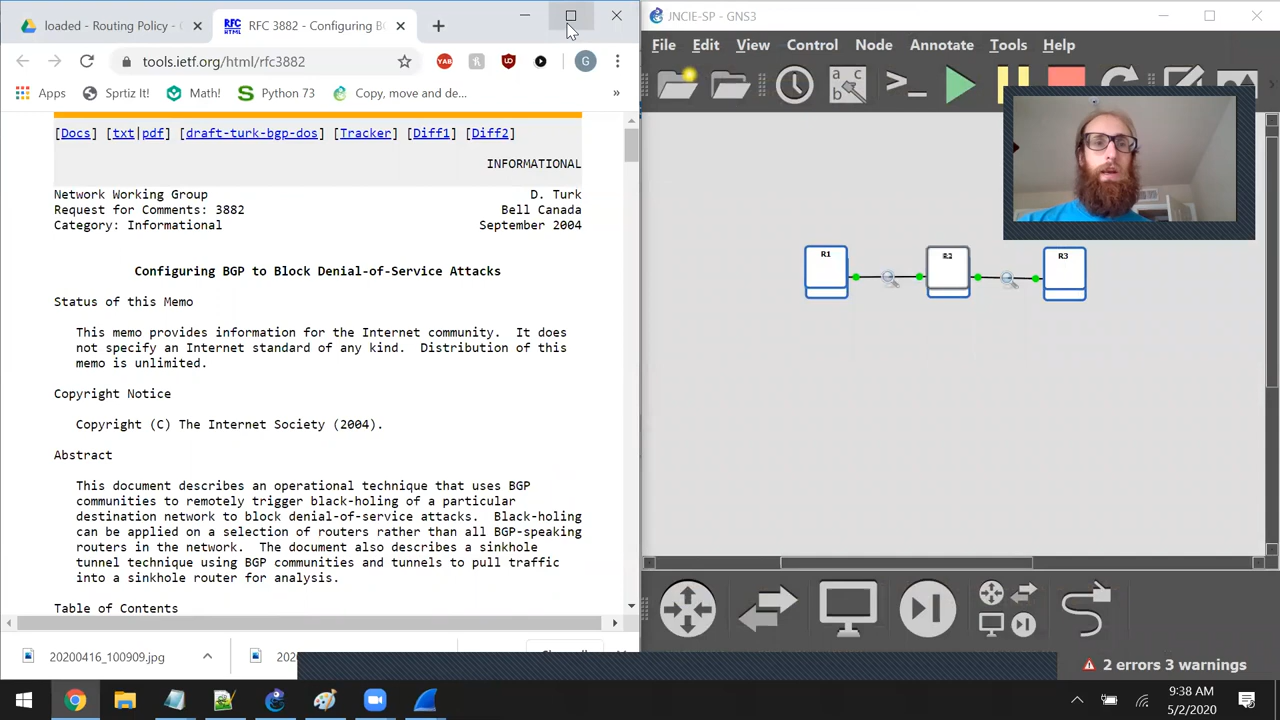 loaded - Routing Policy -
RFC HTML
RFC 3882 - Configuring B
tools.ietf.org/html/rfc3882
YAB
G
Apps
Sprtiz It!
Math!
Python 73
Copy, move and de...
»
[Docs] [txt|pdf] [draft-turk-bgp-dos] [Tracker] [Diff1] [Diff2]
INFORMATIONAL
Network Working Group D. Turk
Request for Comments: 3882 Bell Canada
Category: Informational September 2004
Configuring BGP to Block Denial-of-Service Attacks
Status of this Memo
This memo provides information for the Internet community. It does
not specify an Internet standard of any kind. Distribution of this
memo is unlimited.
Copyright Notice
Copyright (C) The Internet Society (2004).
Abstract
This document describes an operational technique that uses BGP
communities to remotely trigger black-holing of a particular
destination network to block denial-of-service attacks. Black-holing
can be applied on a selection of routers rather than all BGP-speaking
routers in the network. The document also describes a sinkhole
tunnel technique using BGP communities and tunnels to pull traffic
into a sinkhole router for analysis.
Table of Contents
20200416_100909.jpg
202
JNCIE-SP - GNS3
File Edit View Control Node Annotate Tools Help
R1
R2
R3
2 errors 3 warnings
9:38 AM
5/2/2020